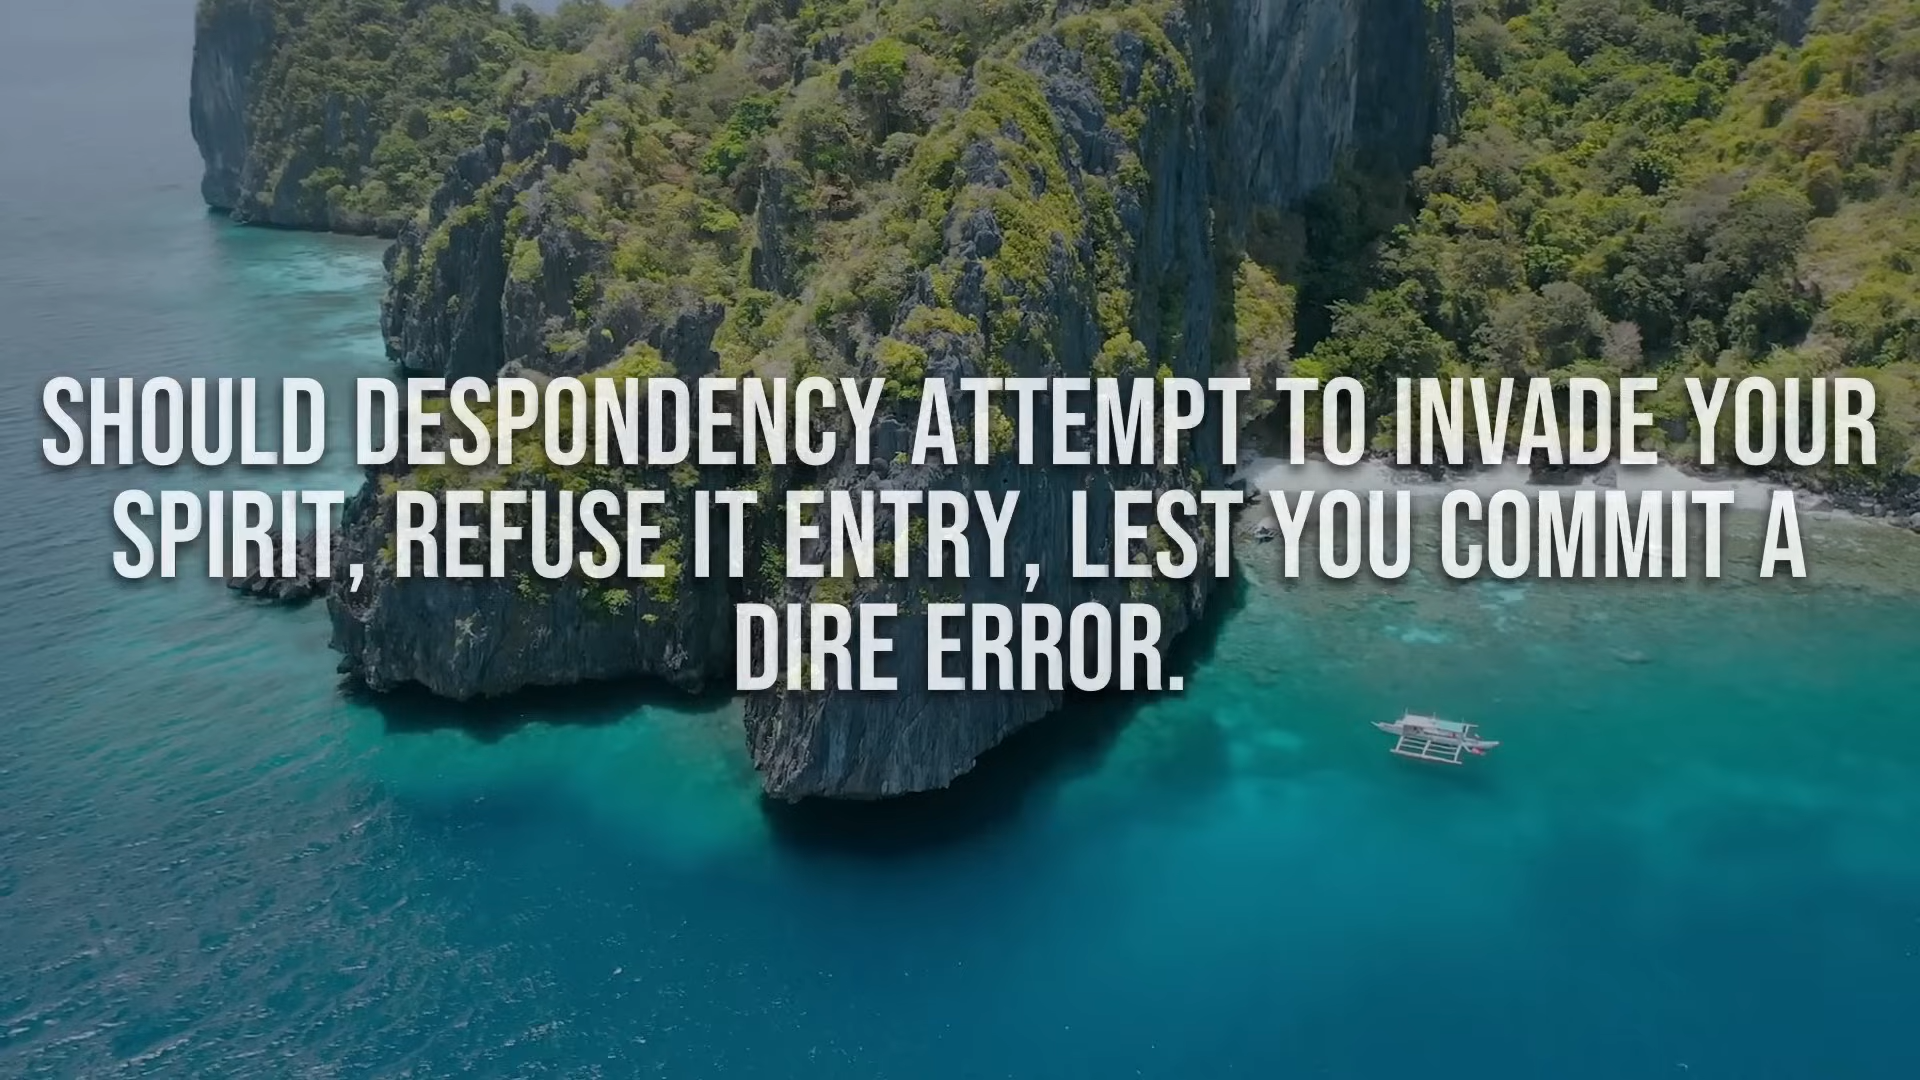 SHOULD DESPONDENCY ATTEMPT TO INVADE YOUR
SPIRIT, REFUSE IT ENTRY, LEST YOU COMMIT A
DIRE ERROR.